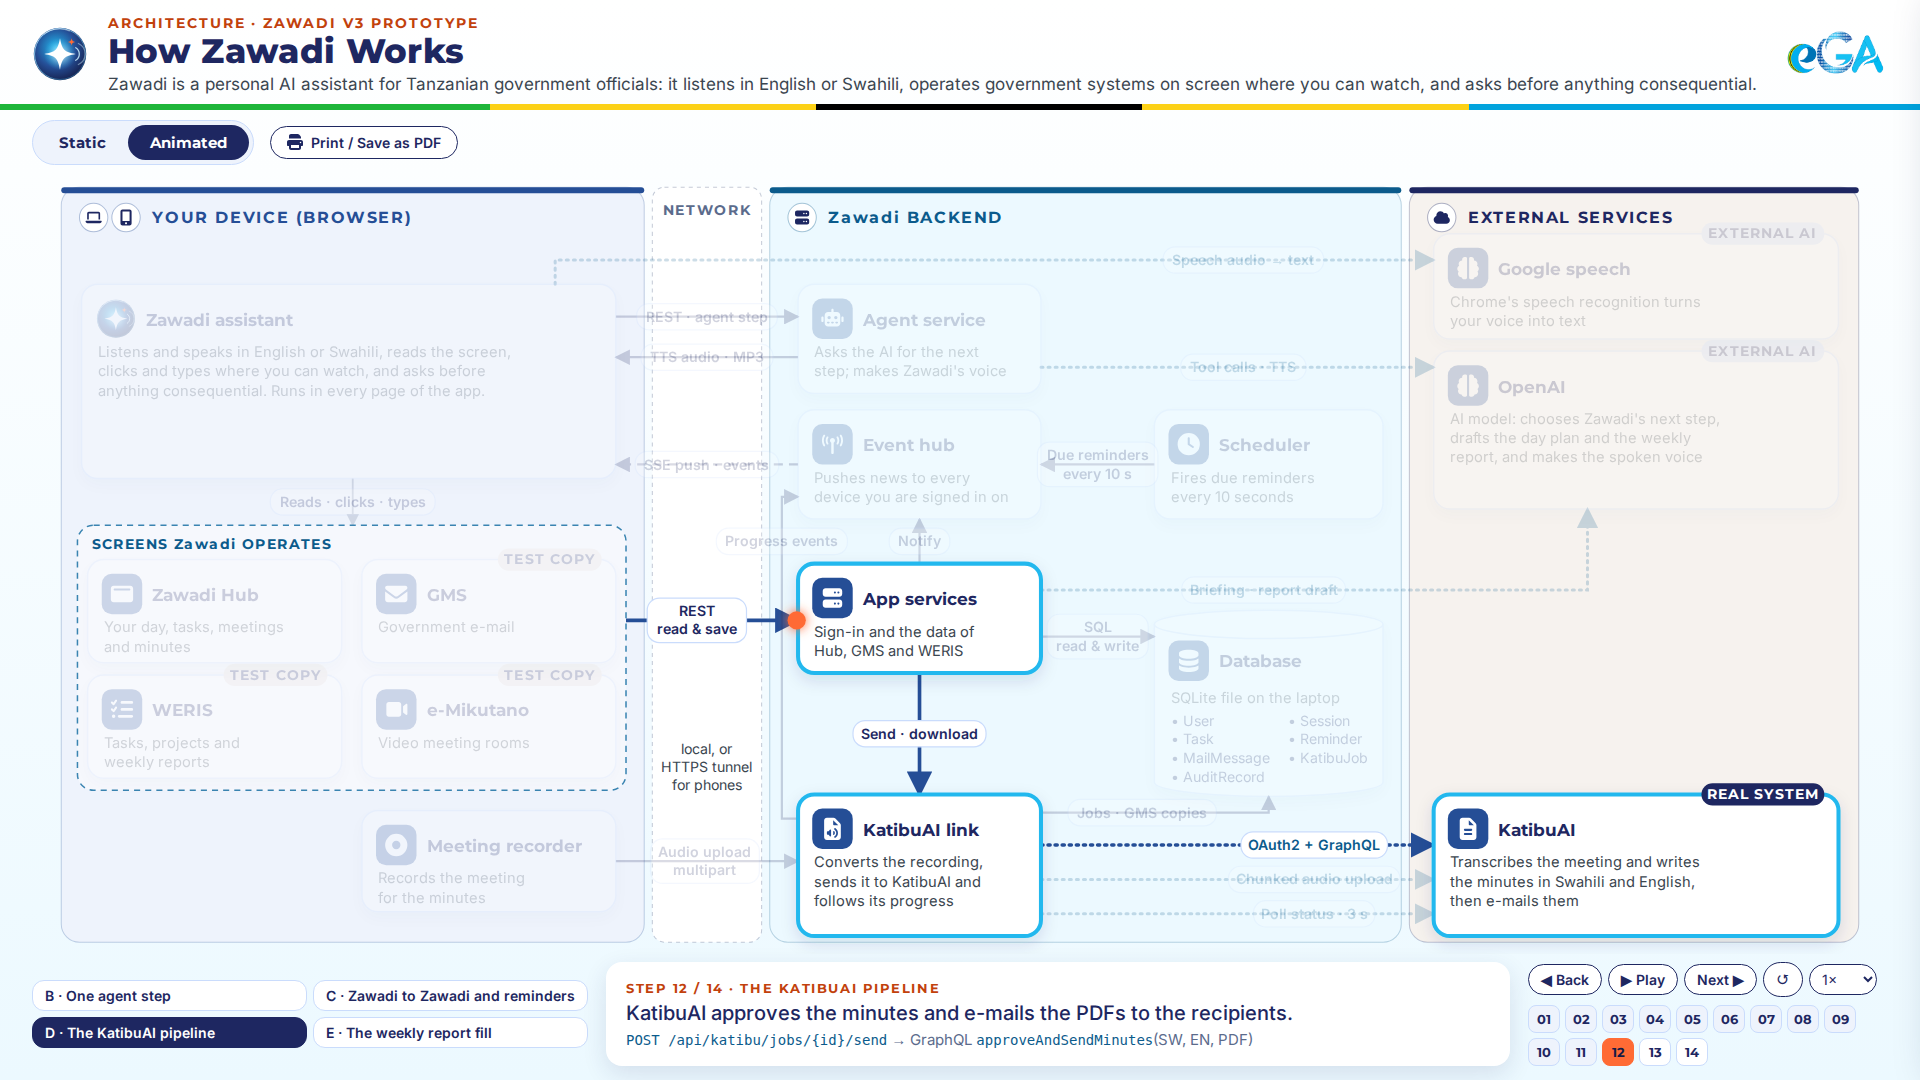 ARCHITECTURE · ZAWADI V3 PROTOTYPE
How Zawadi Works
Zawadi is a personal AI assistant for Tanzanian government officials: it listens in English or Swahili, operates government systems on screen where you can watch, and asks before anything consequential.
eGA
Static
Animated
Print / Save as PDF
YOUR DEVICE (BROWSER)
NETWORK
Zawadi BACKEND
EXTERNAL SERVICES
EXTERNAL AI
Speech audio → text
Google speech
Chrome's speech recognition turns
your voice into text
Zawadi assistant
Listens and speaks in English or Swahili, reads the screen,
clicks and types where you can watch, and asks before
anything consequential. Runs in every page of the app.
REST · agent step
TTS audio · MP3
Agent service
Asks the AI for the next
step; makes Zawadi's voice
Tool calls · TTS
EXTERNAL AI
OpenAI
AI model: chooses Zawadi's next step,
drafts the day plan and the weekly
report, and makes the spoken voice
SSE push · events
Event hub
Pushes news to every
device you are signed in on
Due reminders
every 10 s
Scheduler
Fires due reminders
every 10 seconds
Reads · clicks · types
Progress events
Notify
SCREENS Zawadi OPERATES
Zawadi Hub
Your day, tasks, meetings
and minutes
TEST COPY
GMS
Government e-mail
TEST COPY
WERIS
Tasks, projects and
weekly reports
TEST COPY
e-Mikutano
Video meeting rooms
REST
read & save
App services
Sign-in and the data of
Hub, GMS and WERIS
Briefing · report draft
SQL
read & write
Database
SQLite file on the laptop
• User
• Task
• MailMessage
• AuditRecord
• Session
• Reminder
• KatibuJob
local, or
HTTPS tunnel
for phones
Send · download
Meeting recorder
Records the meeting
for the minutes
Audio upload
multipart
KatibuAI link
Converts the recording,
sends it to KatibuAI and
follows its progress
Jobs · GMS copies
OAuth2 + GraphQL
Chunked audio upload
Poll status · 3 s
REAL SYSTEM
KatibuAI
Transcribes the meeting and writes
the minutes in Swahili and English,
then e-mails them
B · One agent step
C · Zawadi to Zawadi and reminders
D · The KatibuAI pipeline
E · The weekly report fill
STEP 12 / 14 · THE KATIBUAI PIPELINE
KatibuAI approves the minutes and e-mails the PDFs to the recipients.
POST /api/katibu/jobs/{id}/send → GraphQL approveAndSendMinutes(SW, EN, PDF)
◀ Back
▶ Play
Next ▶
↺
1×
01 02 03 04 05 06 07 08 09
10 11 12 13 14